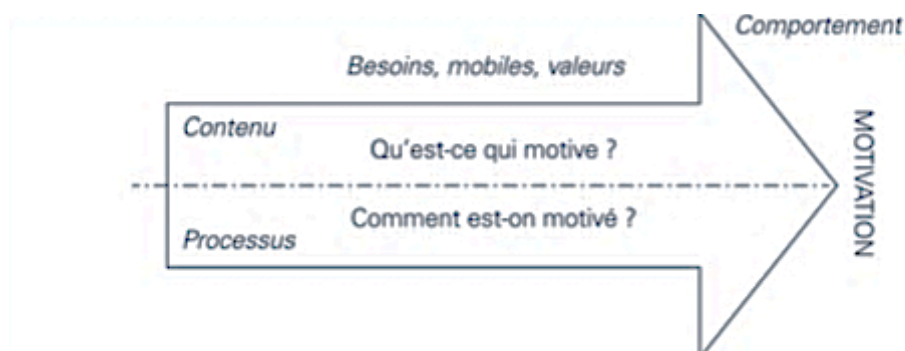 Comportement
Besoins, mobiles, valeurs
Contenu
Qu'est-ce qui motive ?
Comment est-on motivé ?
Processus
MOTIVATION